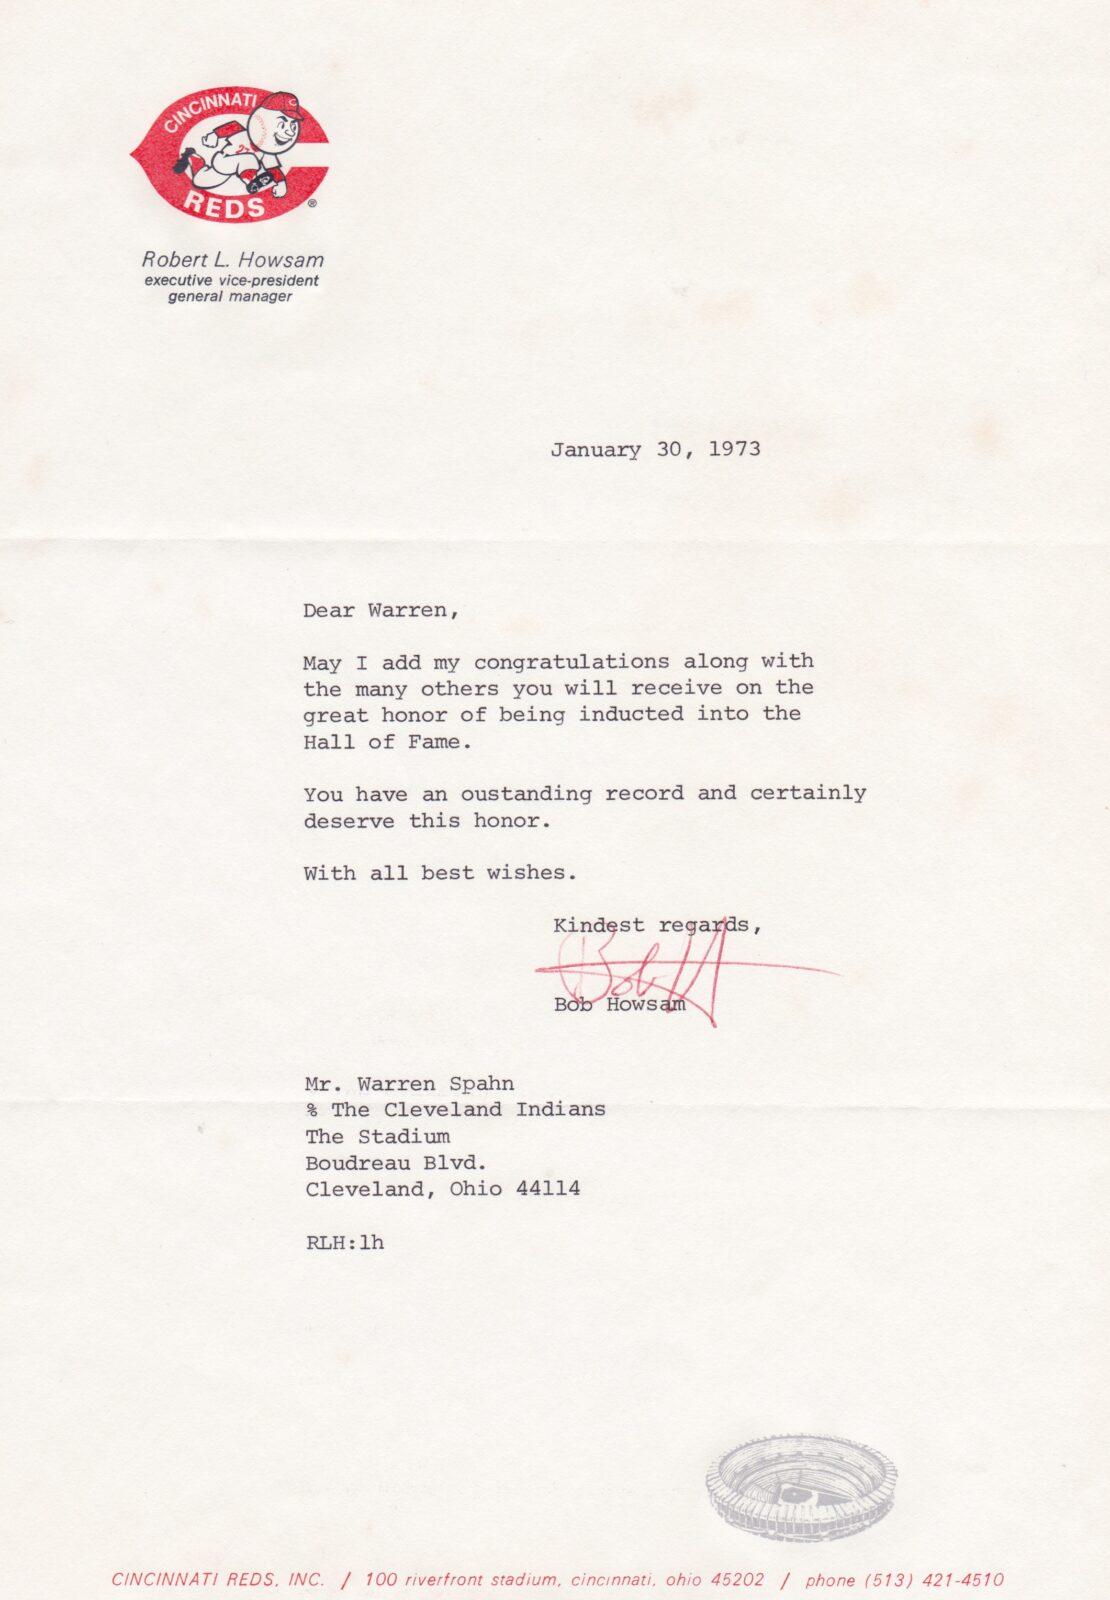 CINCINNATI
REDS ®
Robert L. Howsam
executive vice-president
general manager
January 30, 1973
Dear Warren,
May I add my congratulations along with
the many others you will receive on the
great honor of being inducted into the
Hall of Fame.
You have an oustanding record and certainly
deserve this honor.
With all best wishes.
Kindest regards,
Bob H
Bob Howsam
Mr. Warren Spahn
% The Cleveland Indians
The Stadium
Boudreau Blvd.
Cleveland, Ohio 44114
RLH:lh
CINCINNATI REDS, INC. / 100 riverfront stadium, cincinnati, ohio 45202 / phone (513) 421-4510